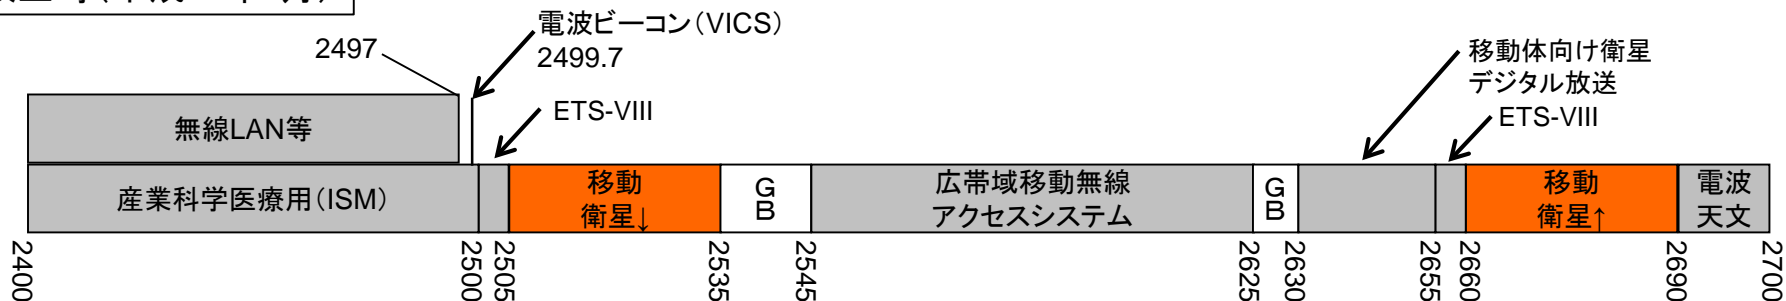 電波ビーコン（VICS）
2499.7
2497
移動体向け衛星
デジタル放送
ETS-VIII
ETS-VIII
無線LAN等
産業科学医療用（ISM）
移動
衛星↓
GB
広帯域移動無線
アクセスシステム
GB
移動
衛星↑
電波
天文
2400
2500
2505
2535
2545
2625
2630
2655
2660
2690
2700